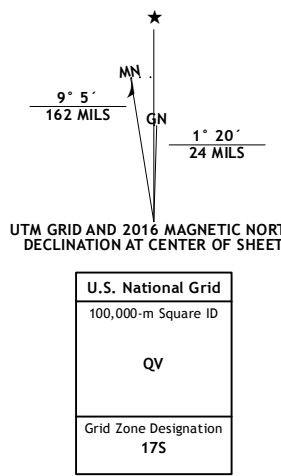 MN
GN
9° 5´
162 MILS
1° 20´
24 MILS
UTM GRID AND 2016 MAGNETIC NORT
DECLINATION AT CENTER OF SHEET
U.S. National Grid
100,000-m Square ID
QV
Grid Zone Designation
17S